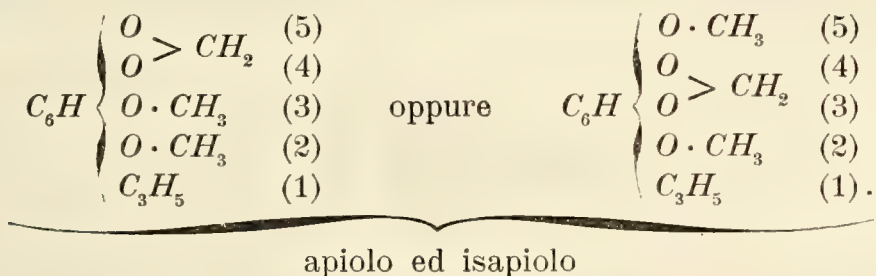 O (5) O · CH₃ (5)
> CH₂ O
O (4) > CH₂ (4)
C₆H O · CH₃ (3) oppure C₆H O (3)
O · CH₃ (2) O · CH₃ (2)
C₃H₅ (1) C₃H₅ (1).
apiolo ed isapiolo